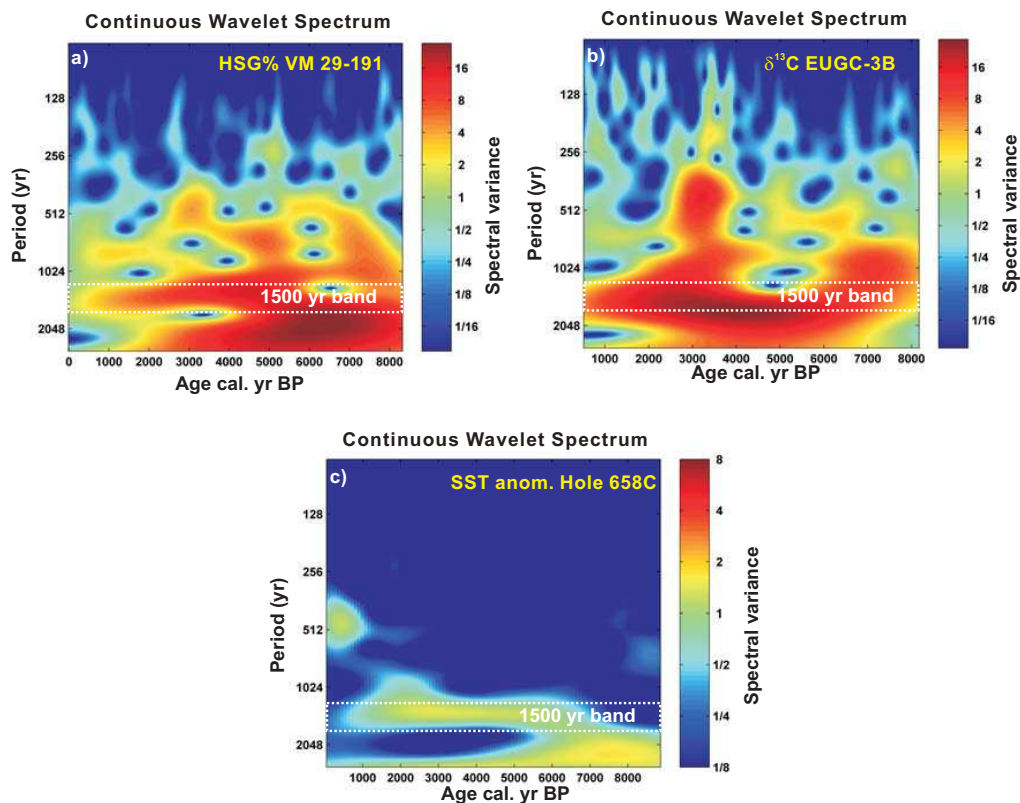 Continuous Wavelet Spectrum
a)
HSG% VM 29-191
128
256
512
1024
2048
Period (yr)
1500 yr band
0 1000 2000 3000 4000 5000 6000 7000 8000
Age cal. yr BP
16
8
4
2
1
1/2
1/4
1/8
1/16
Spectral variance
Continuous Wavelet Spectrum
b)
δ¹³C EUGC-3B
128
256
512
1024
2048
Period (yr)
1500 yr band
1000 2000 3000 4000 5000 6000 7000 8000
Age cal. yr BP
16
8
4
2
1
1/2
1/4
1/8
1/16
Spectral variance
Continuous Wavelet Spectrum
c)
SST anom. Hole 658C
128
256
512
1024
2048
Period (yr)
1500 yr band
1000 2000 3000 4000 5000 6000 7000 8000
Age cal. yr BP
8
4
2
1
1/2
1/4
1/8
Spectral variance